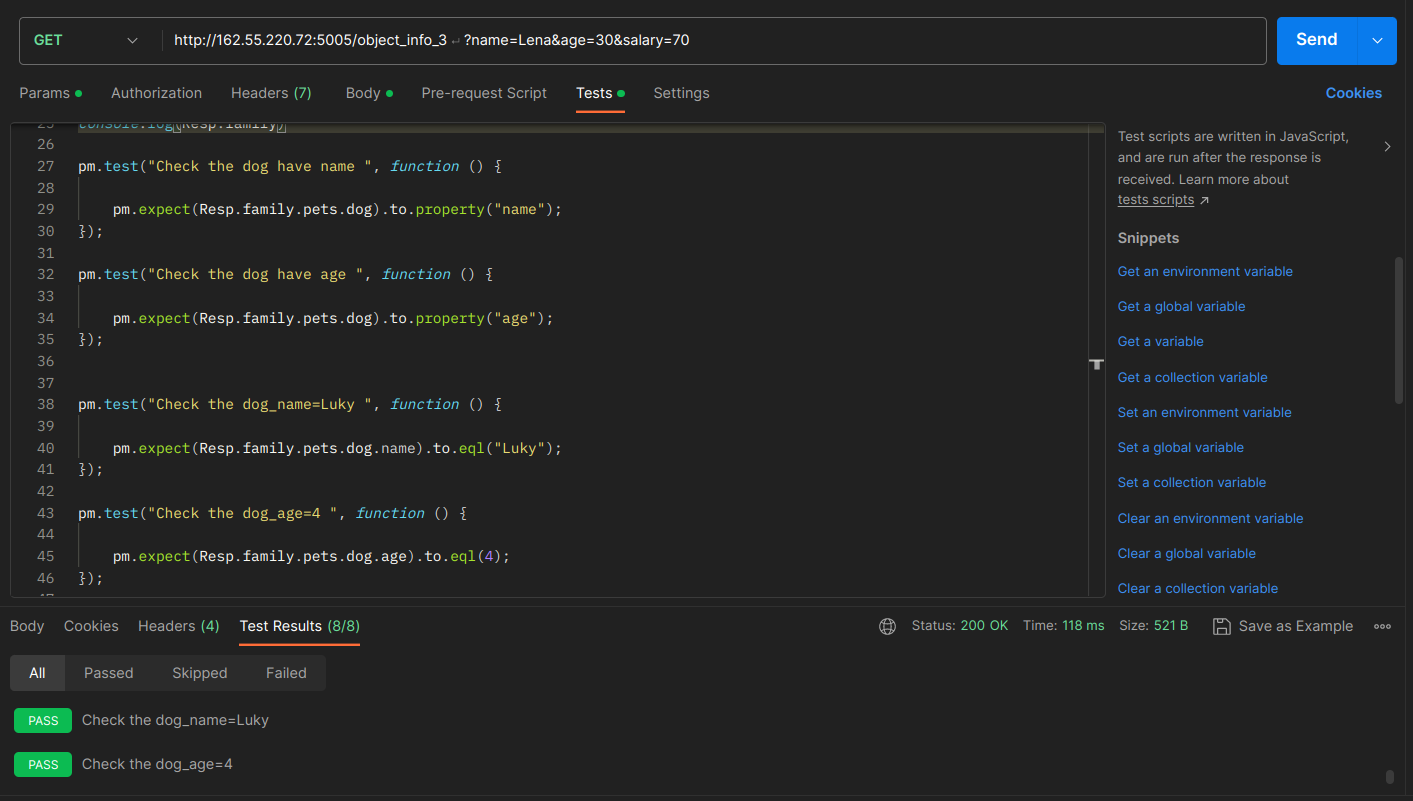 GET http://162.55.220.72:5005/object_info_3 ↵ ?name=Lena&age=30&salary=70 Send
Params Authorization Headers (7) Body Pre-request Script Tests Settings Cookies
25 console.log(Resp.family)
26
27 pm.test("Check the dog have name ", function () {
28
29 pm.expect(Resp.family.pets.dog).to.property("name");
30 });
31
32 pm.test("Check the dog have age ", function () {
33
34 pm.expect(Resp.family.pets.dog).to.property("age");
35 });
36
37
38 pm.test("Check the dog_name=Luky ", function () {
39
40 pm.expect(Resp.family.pets.dog.name).to.eql("Luky");
41 });
42
43 pm.test("Check the dog_age=4 ", function () {
44
45 pm.expect(Resp.family.pets.dog.age).to.eql(4);
46 });
47
Test scripts are written in JavaScript,
and are run after the response is
received. Learn more about
tests scripts ↗
Snippets
Get an environment variable
Get a global variable
Get a variable
Get a collection variable
Set an environment variable
Set a global variable
Set a collection variable
Clear an environment variable
Clear a global variable
Clear a collection variable
Body Cookies Headers (4) Test Results (8/8) Status: 200 OK Time: 118 ms Size: 521 B Save as Example
All Passed Skipped Failed
PASS Check the dog_name=Luky
PASS Check the dog_age=4